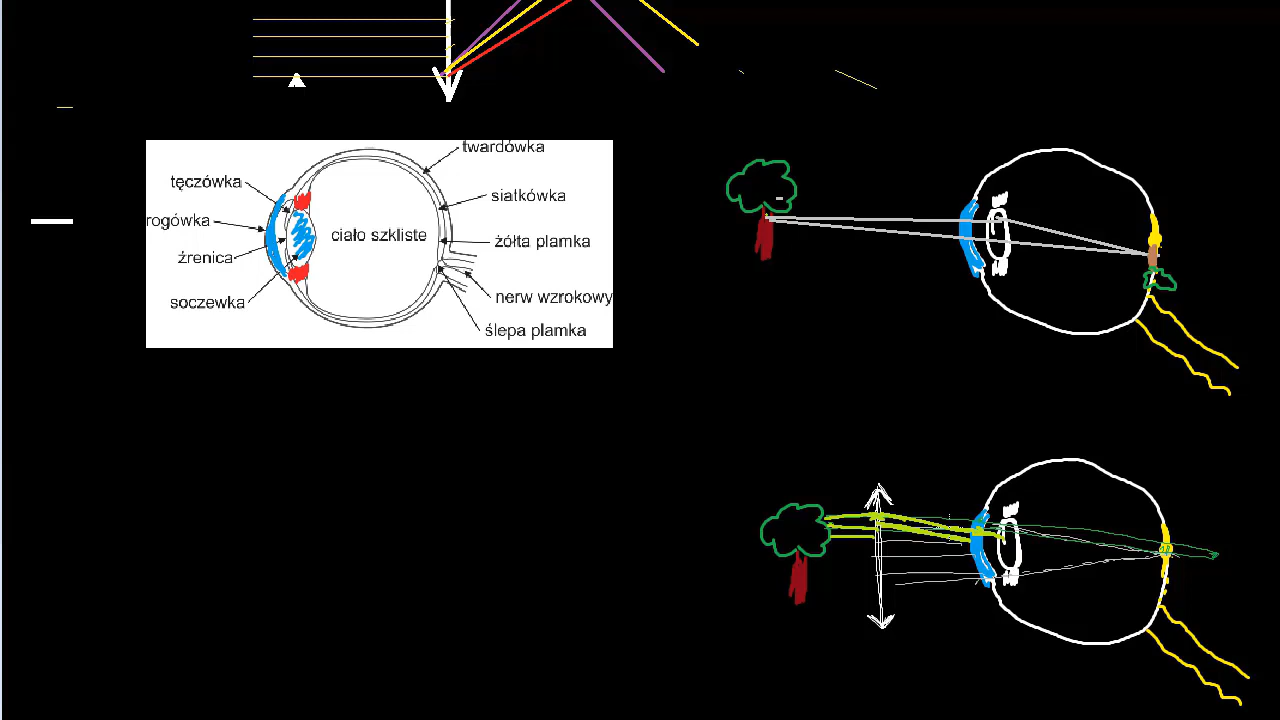 twardówka
tęczówka
siatkówka
rogówka
ciało szkliste
żółta plamka
źrenica
soczewka
nerw wzrokowy
ślepa plamka